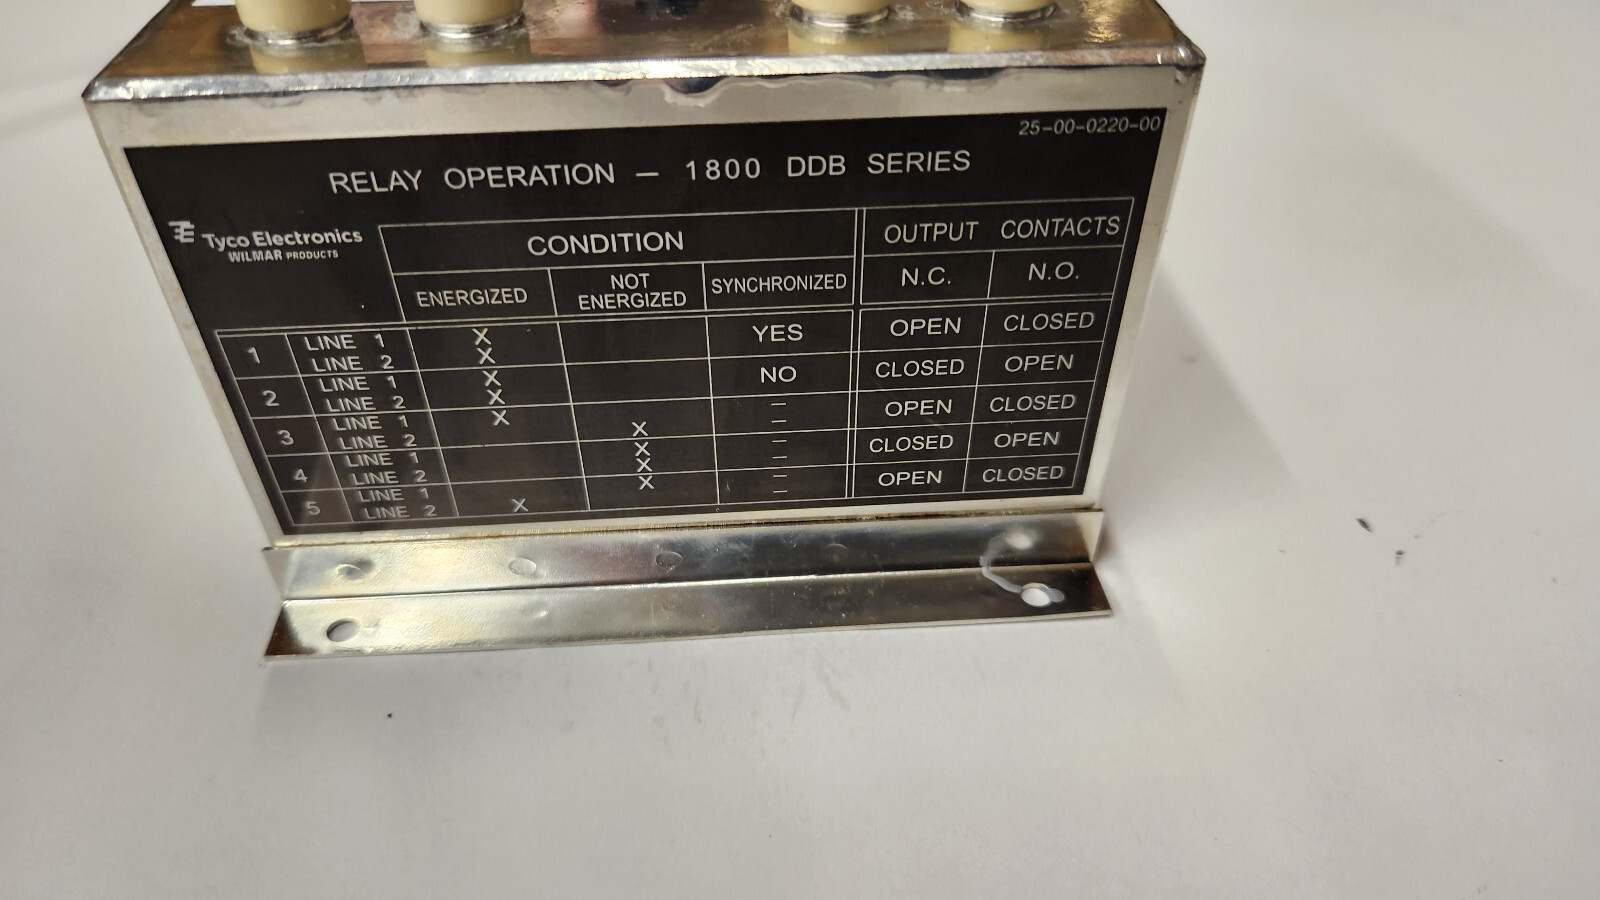 25-00-0220-00
RELAY OPERATION — 1800 DDB SERIES
Tyco Electronics
WILMAR PRODUCTS
CONDITION
OUTPUT CONTACTS
ENERGIZED
NOT ENERGIZED
SYNCHRONIZED
N.C.
N.O.
1 LINE 1 X YES OPEN CLOSED
LINE 2 X
2 LINE 1 X NO CLOSED OPEN
LINE 2 X
3 LINE 1 X – OPEN CLOSED
LINE 2 X –
4 LINE 1 X – CLOSED OPEN
LINE 2 X –
5 LINE 1 X – OPEN CLOSED
LINE 2 X –